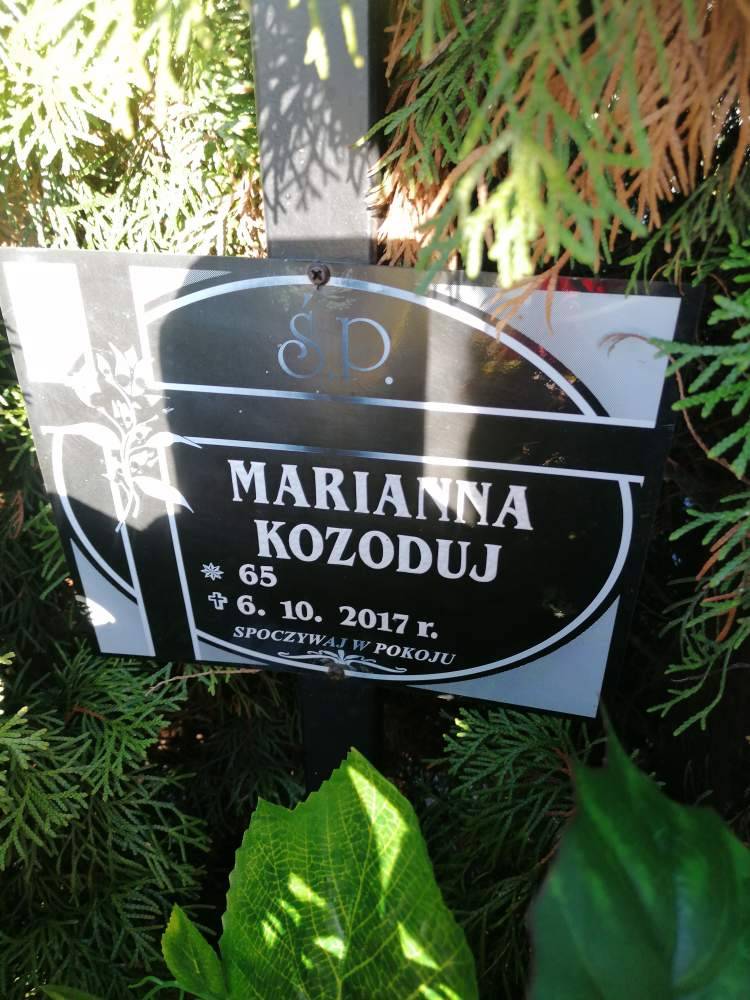 Ś.P.
MARIANNA
KOZODUJ
65
6. 10. 2017 r.
SPOCZYWAJ W POKOJU